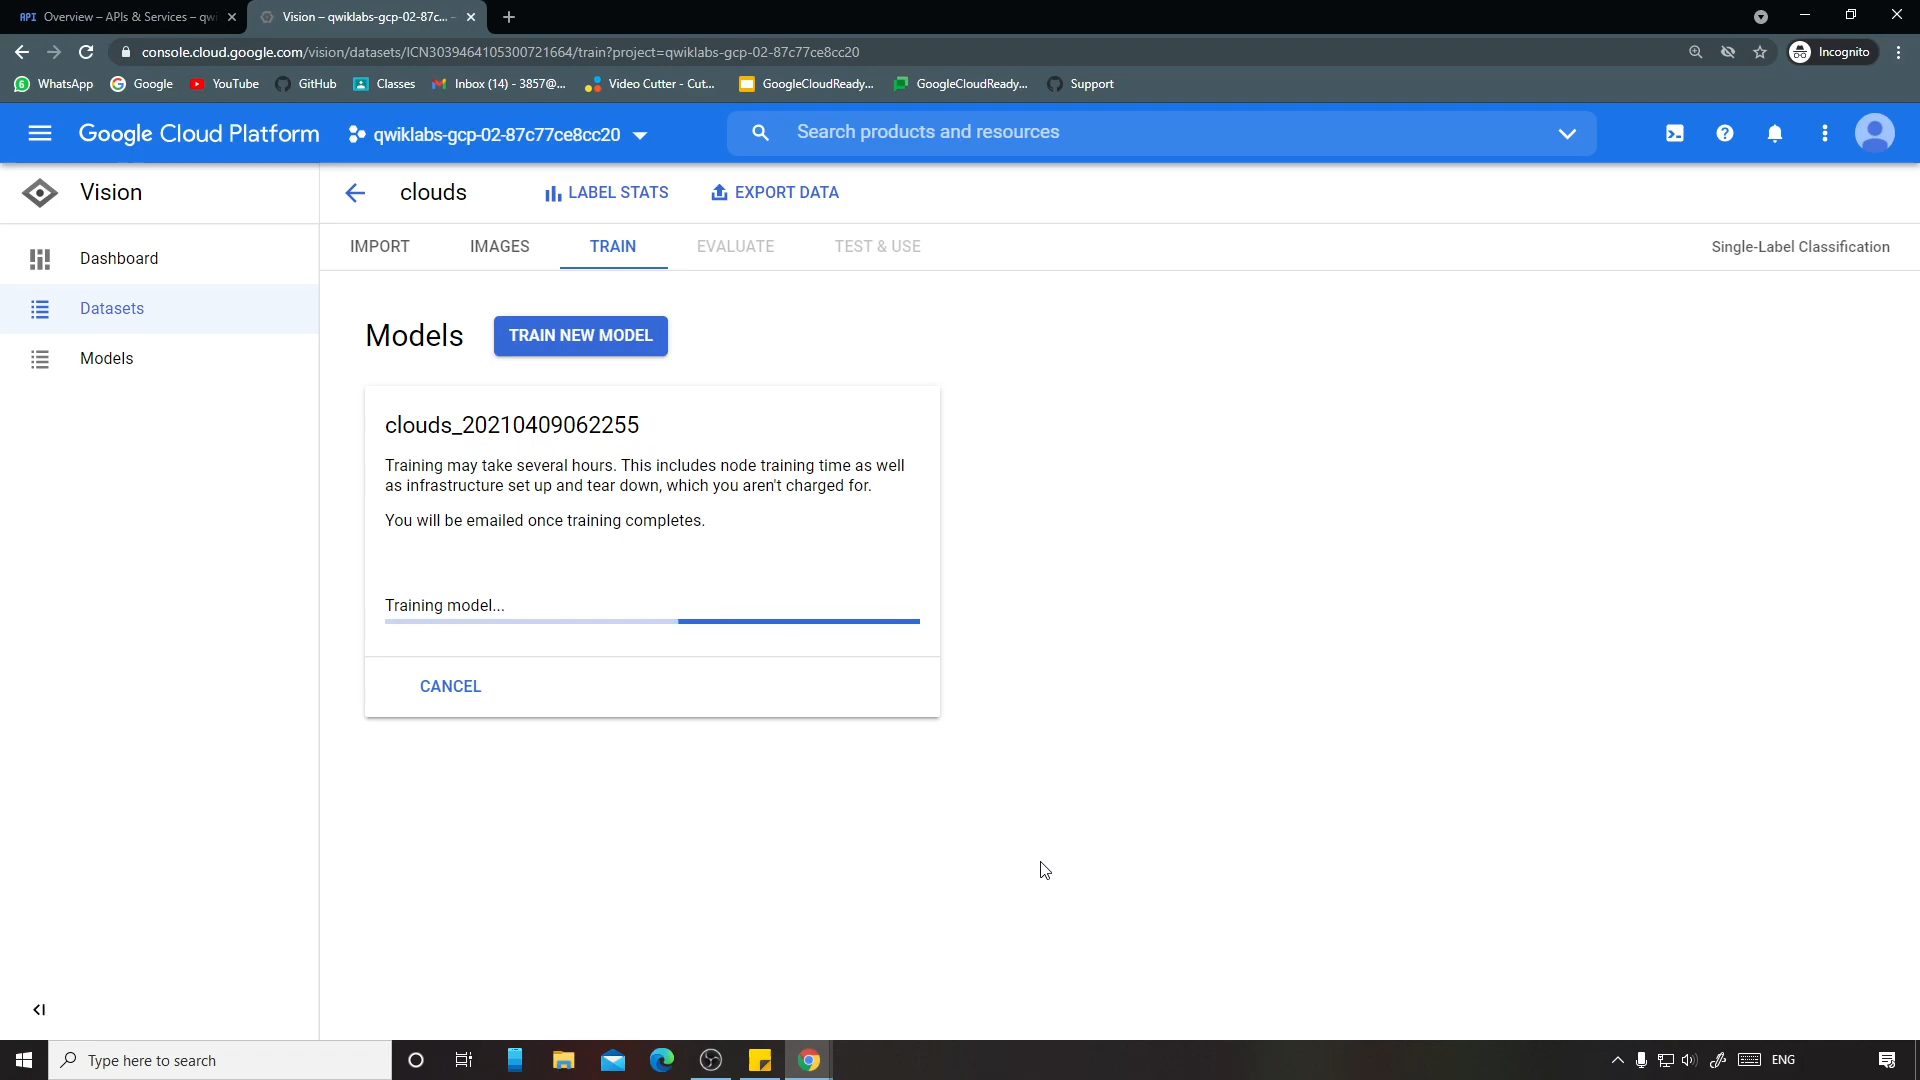 API Overview – APIs & Services – qwi
Vision – qwiklabs-gcp-02-87c77c... –
console.cloud.google.com/vision/datasets/ICN3039464105300721664/train?project=qwiklabs-gcp-02-87c77ce8cc20
Incognito
6 WhatsApp
Google
YouTube
GitHub
Classes
Inbox (14) - 3857@...
Video Cutter - Cut...
GoogleCloudReady...
GoogleCloudReady...
Support
Google Cloud Platform
qwiklabs-gcp-02-87c77ce8cc20
Search products and resources
Vision
clouds
LABEL STATS
EXPORT DATA
IMPORT
IMAGES
TRAIN
EVALUATE
TEST & USE
Single-Label Classification
Dashboard
Datasets
Models
Models
TRAIN NEW MODEL
clouds_20210409062255
Training may take several hours. This includes node training time as well
as infrastructure set up and tear down, which you aren't charged for.
You will be emailed once training completes.
Training model...
CANCEL
Type here to search
ENG